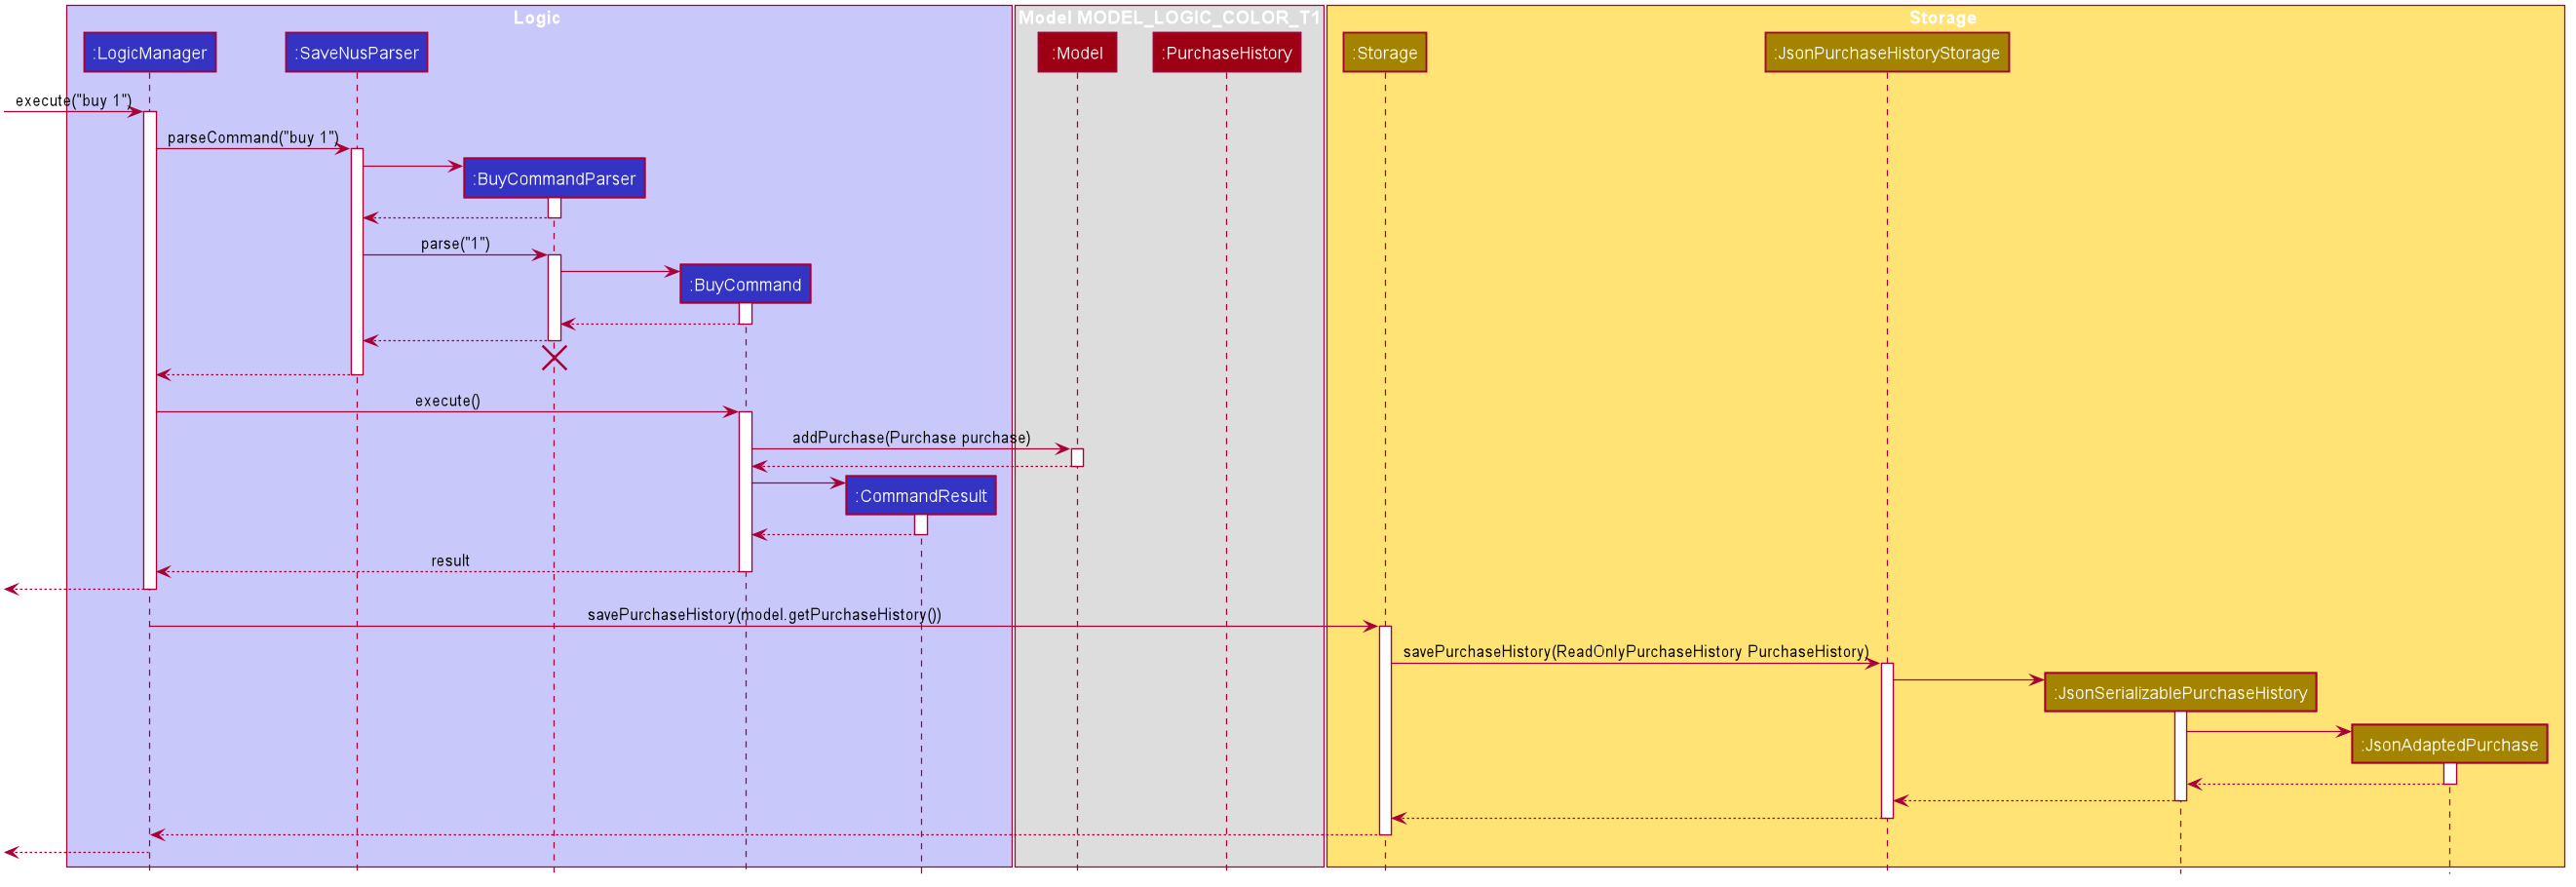 Logic
Model MODEL_LOGIC_COLOR_T1
Storage
:LogicManager
:SaveNusParser
:Model
:PurchaseHistory
:Storage
:JsonPurchaseHistoryStorage
execute("buy 1")
parseCommand("buy 1")
:BuyCommandParser
parse("1")
:BuyCommand
execute()
addPurchase(Purchase purchase)
:CommandResult
result
savePurchaseHistory(model.getPurchaseHistory())
savePurchaseHistory(ReadOnlyPurchaseHistory PurchaseHistory)
:JsonSerializablePurchaseHistory
:JsonAdaptedPurchase